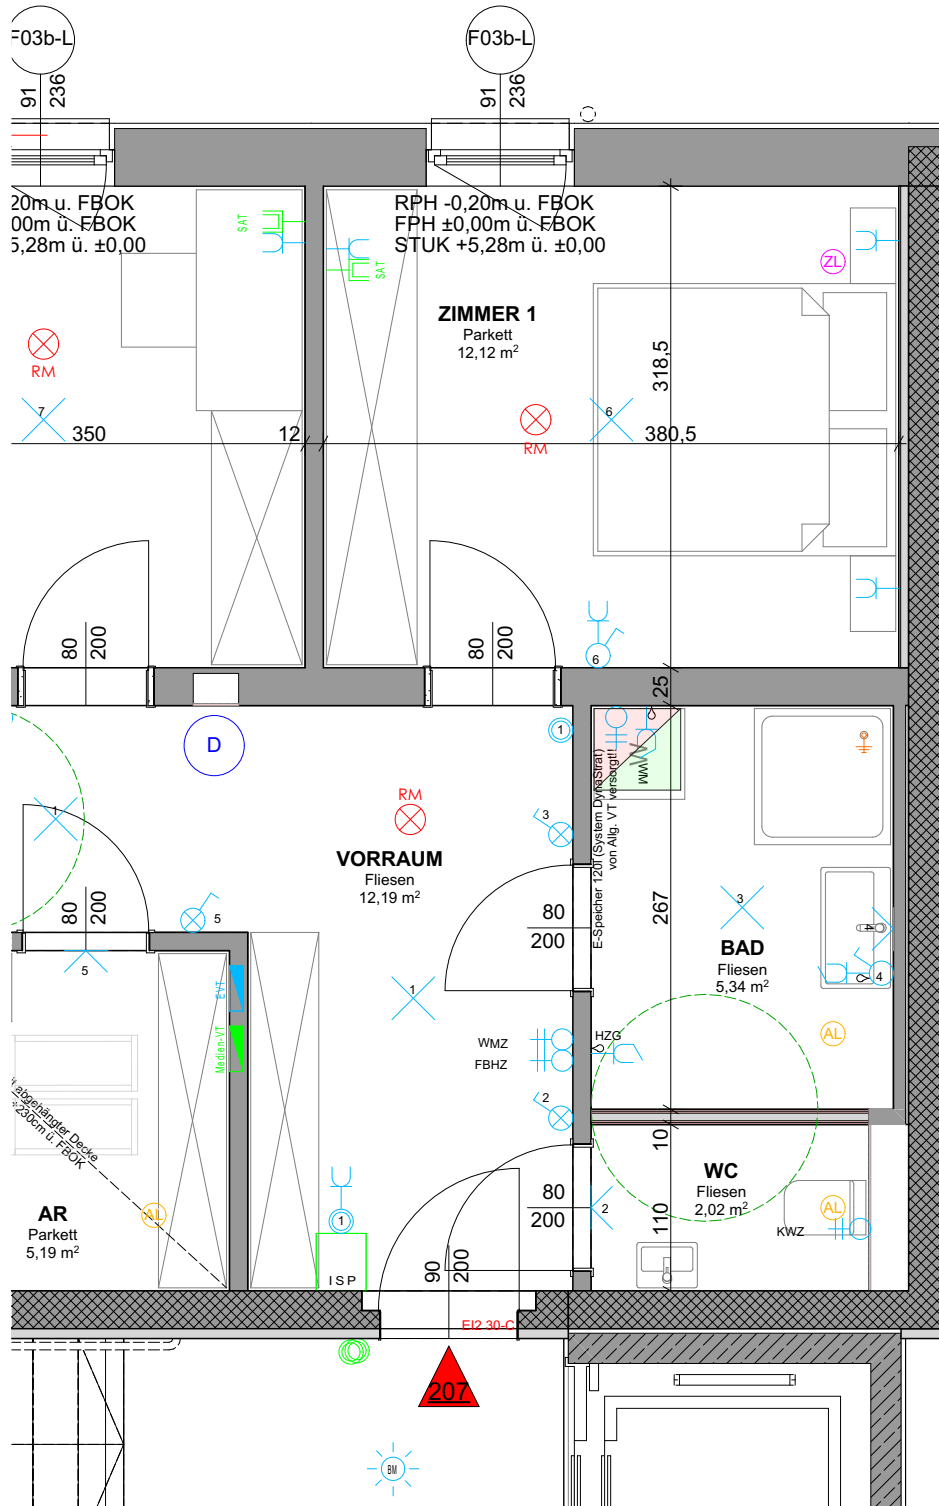 F03b-L
F03b-L
91
236
91
236
20m u. FBOK
00m ü. FBOK
5,28m ü. ±0,00
RPH -0,20m u. FBOK
FPH ±0,00m ü. FBOK
STUK +5,28m ü. ±0,00
SAT
SAT
ZL
ZIMMER 1
Parkett
12,12 m²
318,5
RM
RM
7
6
350
12
380,5
80
200
80
200
6
25
D
1
WM
E-Speicher 120l (System DynaStrat)
von Allg. VT versorgt!!
RM
3
1
VORRAUM
Fliesen
12,19 m²
80
200
5
5
80
200
267
3
BAD
Fliesen
5,34 m²
4
4
EVT
Medien-VT
1
WMZ
FBHZ
HZG
AL
2
abgehängter Decke
230cm ü. FBOK
10
WC
Fliesen
2,02 m²
80
200
2
110
AL
KWZ
AR
Parkett
5,19 m²
AL
1
ISP
90
200
EI2 30-C
207
BM